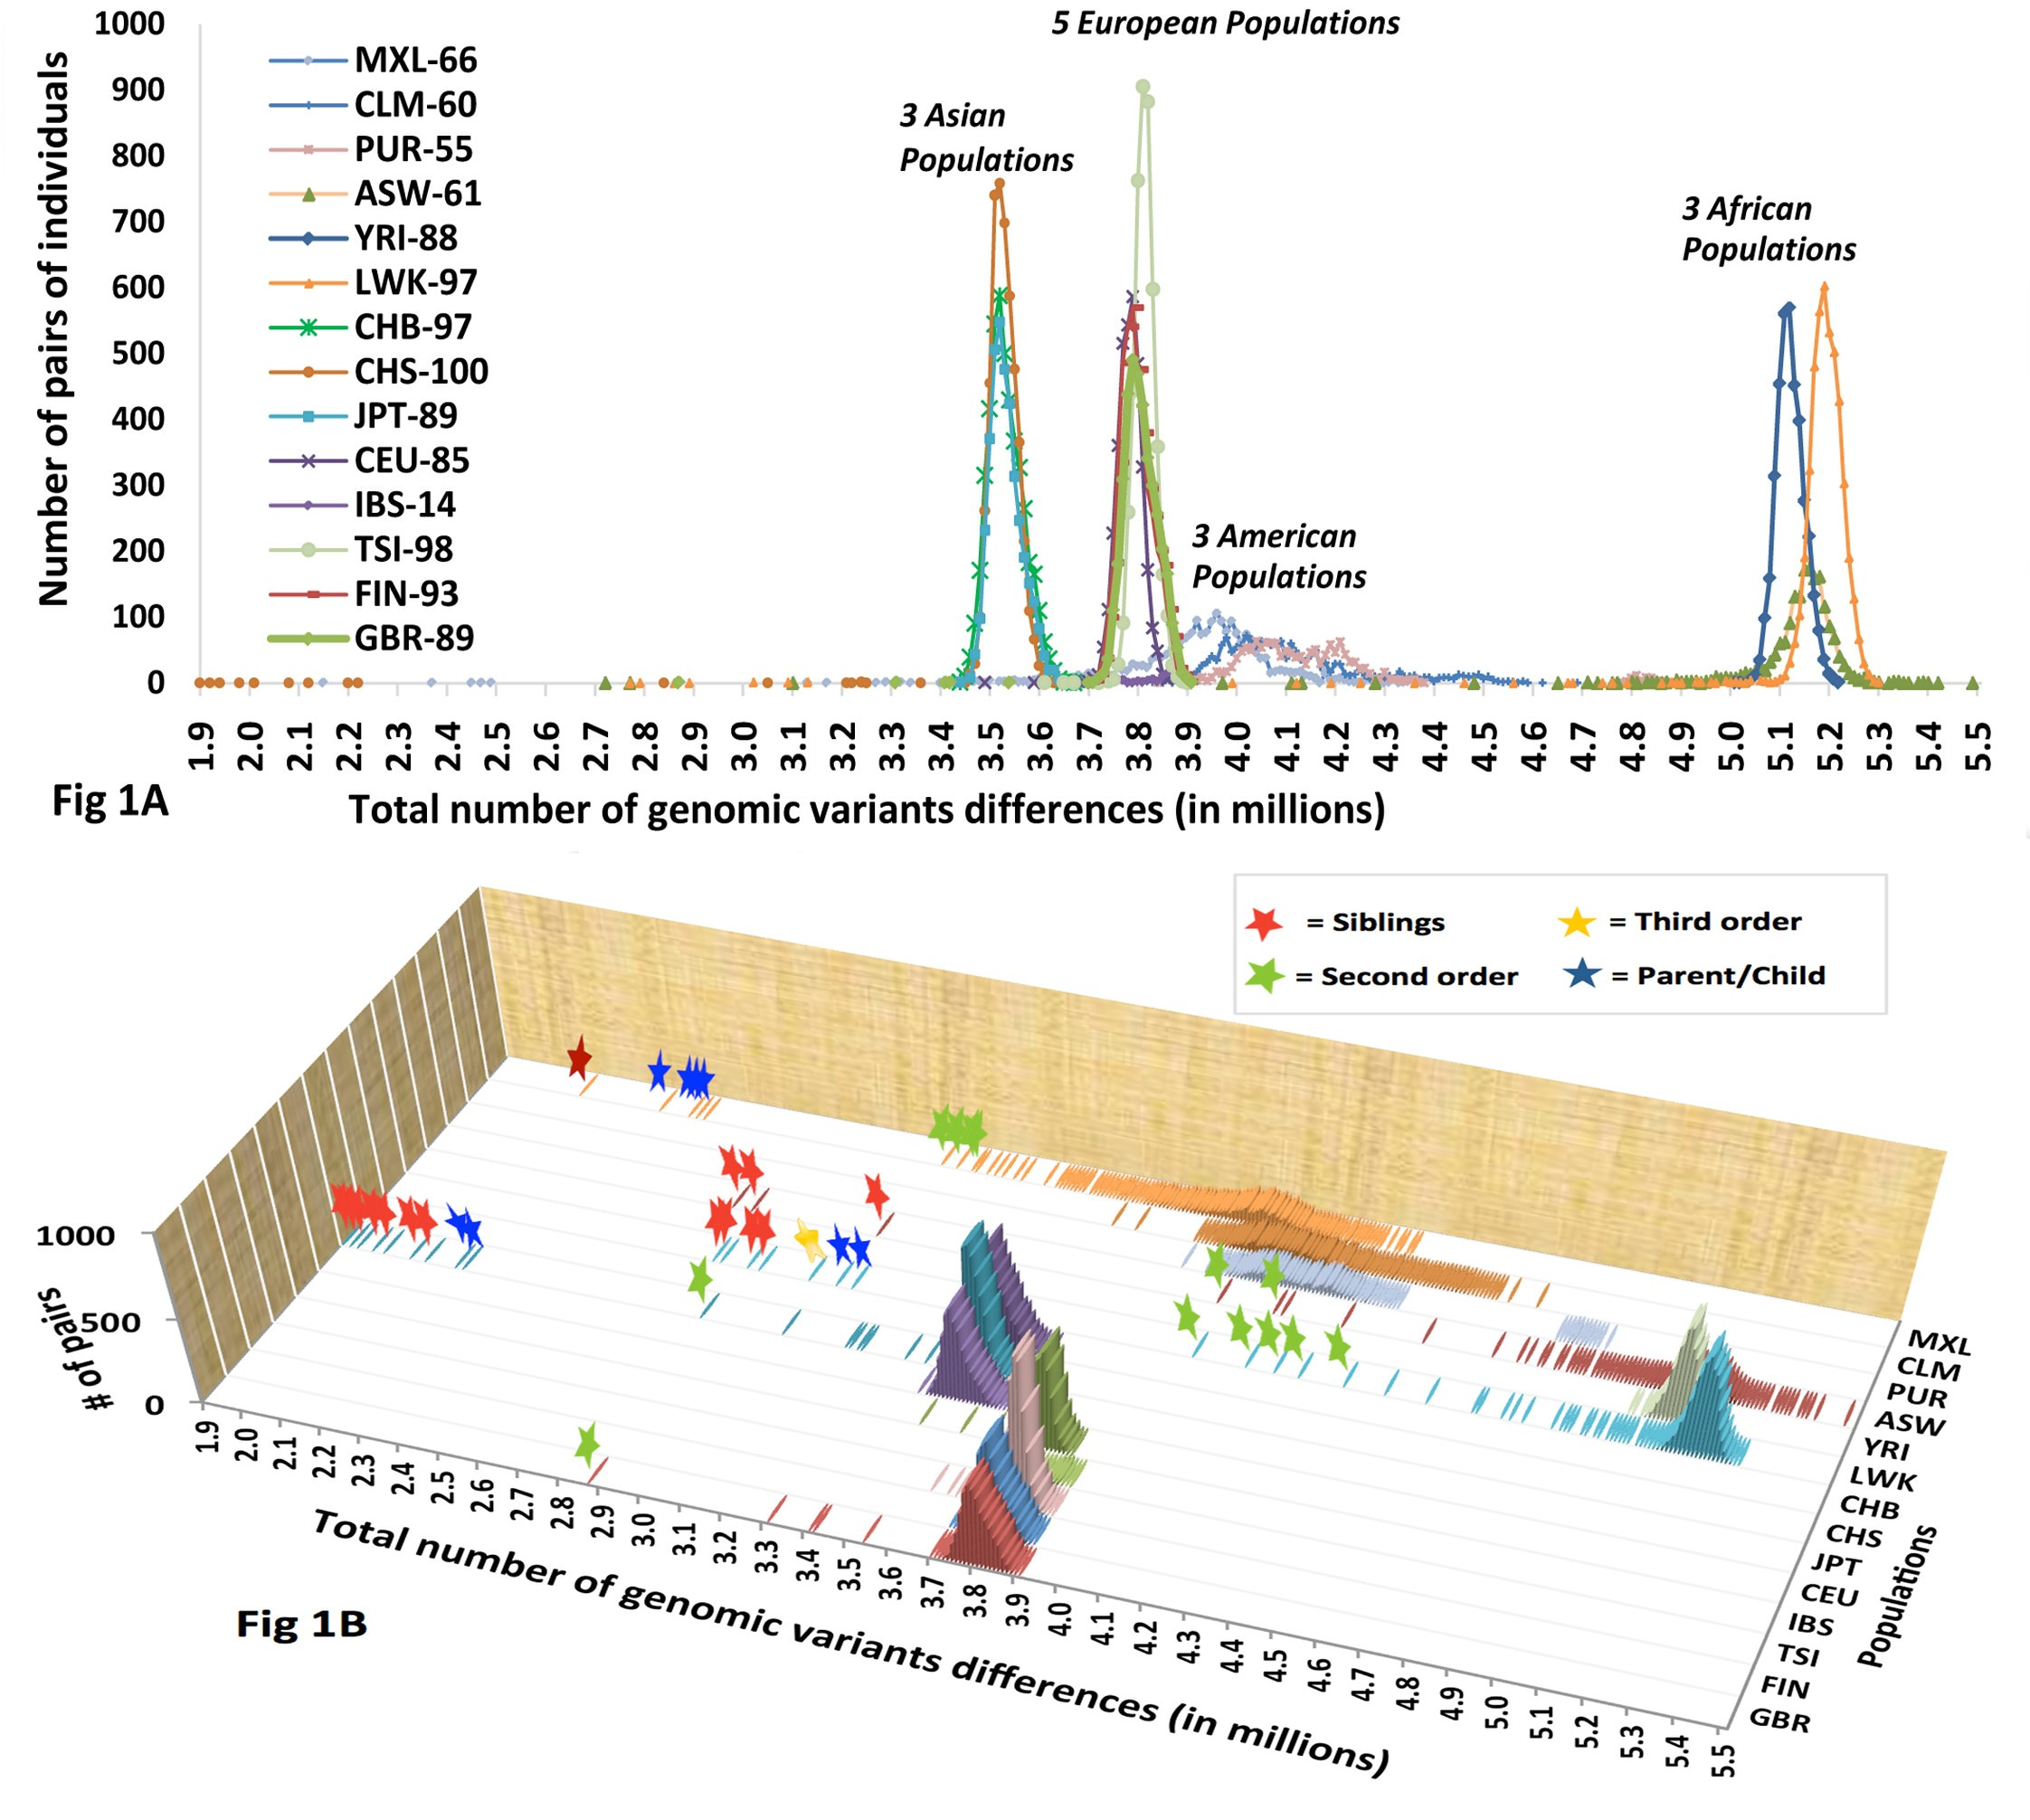 5 European Populations
3 Asian
Populations
3 African
Populations
3 American
Populations
Number of pairs of individuals
1000
900
800
700
600
500
400
300
200
100
0
MXL-66
CLM-60
PUR-55
ASW-61
YRI-88
LWK-97
CHB-97
CHS-100
JPT-89
CEU-85
IBS-14
TSI-98
FIN-93
GBR-89
1.9 2.0 2.1 2.2 2.3 2.4 2.5 2.6 2.7 2.8 2.9 3.0 3.1 3.2 3.3 3.4 3.5 3.6 3.7 3.8 3.9 4.0 4.1 4.2 4.3 4.4 4.5 4.6 4.7 4.8 4.9 5.0 5.1 5.2 5.3 5.4 5.5
Fig 1A
Total number of genomic variants differences (in millions)
= Siblings
= Third order
= Second order
= Parent/Child
1000
500
0
# of pairs
1.9 2.0 2.1 2.2 2.3 2.4 2.5 2.6 2.7 2.8 2.9 3.0 3.1 3.2 3.3 3.4 3.5 3.6 3.7 3.8 3.9 4.0 4.1 4.2 4.3 4.4 4.5 4.6 4.7 4.8 4.9 5.0 5.1 5.2 5.3 5.4 5.5
MXL
CLM
PUR
ASW
YRI
LWK
CHB
CHS
JPT
CEU
IBS
TSI
FIN
GBR
Populations
Total number of genomic variants differences (in millions)
Fig 1B